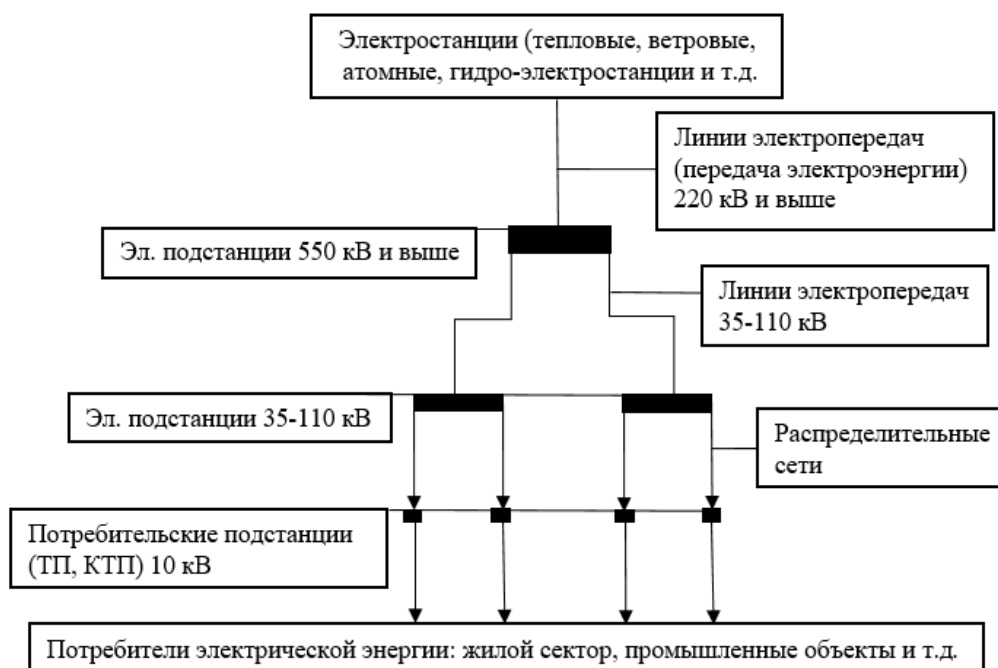 Электростанции (тепловые, ветровые,
атомные, гидро-электростанции и т.д.
Линии электропередач
(передача электроэнергии)
220 кВ и выше
Эл. подстанции 550 кВ и выше
Линии электропередач
35-110 кВ
Эл. подстанции 35-110 кВ
Распределительные
сети
Потребительские подстанции
(ТП, КТП) 10 кВ
Потребители электрической энергии: жилой сектор, промышленные объекты и т.д.